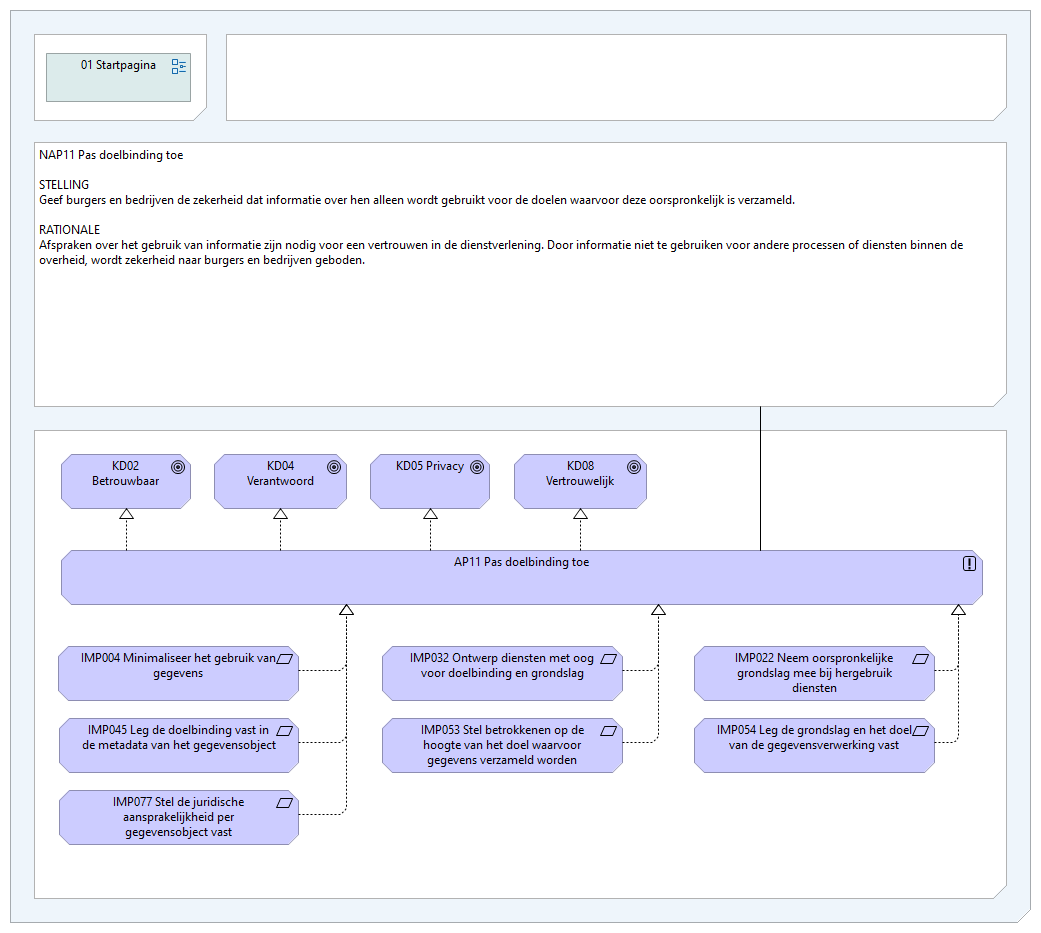 01 Startpagina
NAP11 Pas doelbinding toe
STELLING
Geef burgers en bedrijven de zekerheid dat informatie over hen alleen wordt gebruikt voor de doelen waarvoor deze oorspronkelijk is verzameld.
RATIONALE
Afspraken over het gebruik van informatie zijn nodig voor een vertrouwen in de dienstverlening. Door informatie niet te gebruiken voor andere processen of diensten binnen de
overheid, wordt zekerheid naar burgers en bedrijven geboden.
KD02
Betrouwbaar
KD04
Verantwoord
KD05 Privacy
KD08
Vertrouwelijk
AP11 Pas doelbinding toe
IMP004 Minimaliseer het gebruik van
gegevens
IMP032 Ontwerp diensten met oog
voor doelbinding en grondslag
IMP022 Neem oorspronkelijke
grondslag mee bij hergebruik
diensten
IMP045 Leg de doelbinding vast in
de metadata van het gegevensobject
IMP053 Stel betrokkenen op de
hoogte van het doel waarvoor
gegevens verzameld worden
IMP054 Leg de grondslag en het doel
van de gegevensverwerking vast
IMP077 Stel de juridische
aansprakelijkheid per
gegevensobject vast